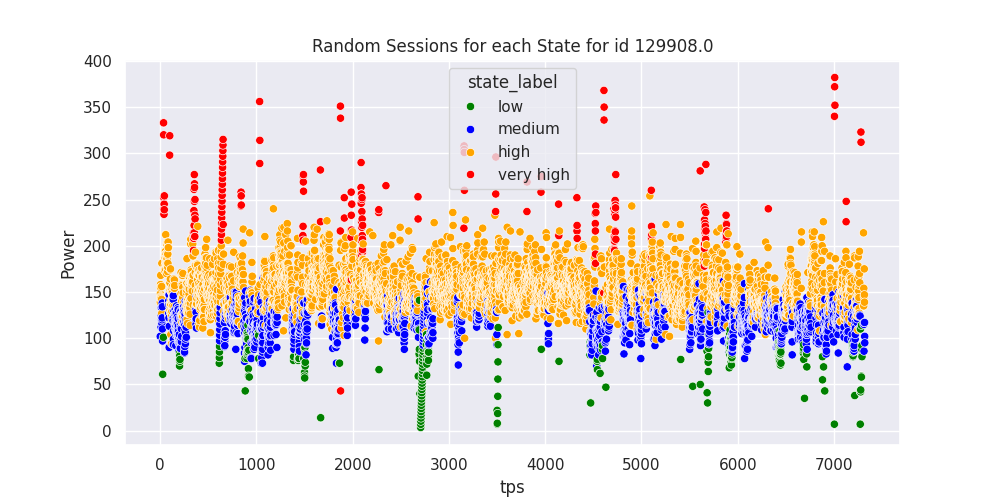 Random Sessions for each State for id 129908.0
400
350
300
250
200
150
100
50
0
Power
state_label
low
medium
high
very high
0 1000 2000 3000 4000 5000 6000 7000
tps